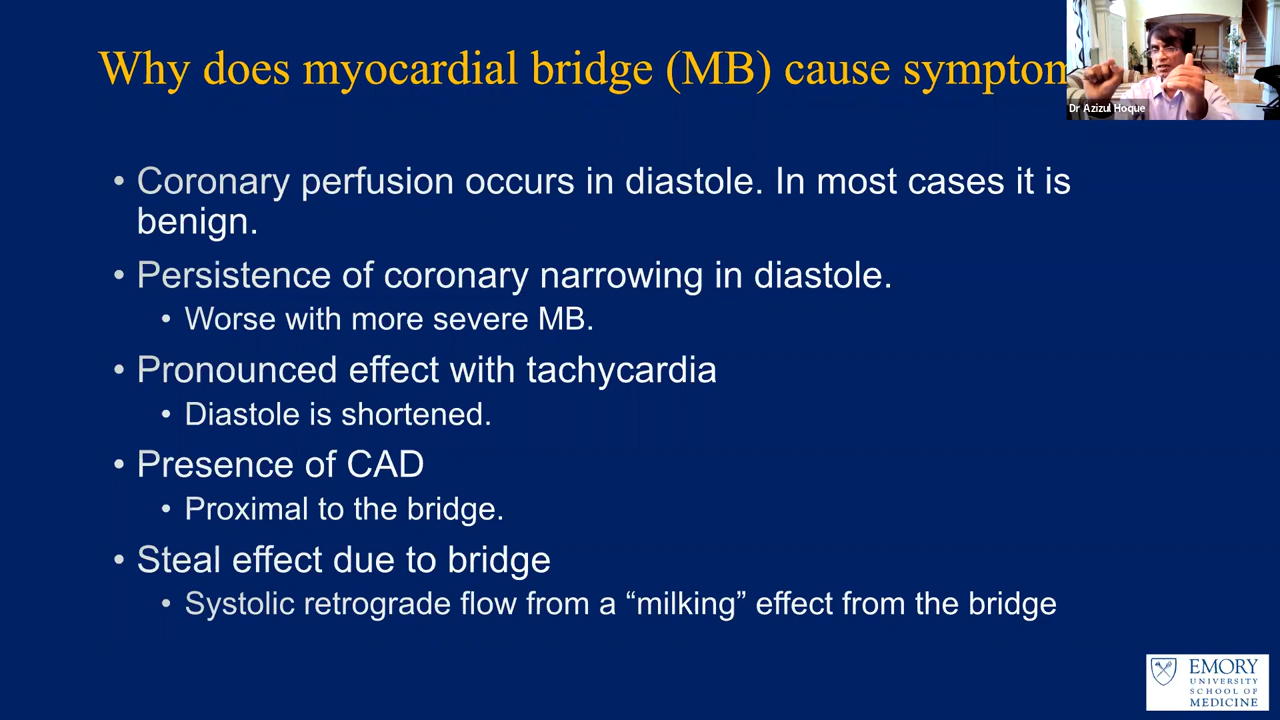 Why does myocardial bridge (MB) cause symptom
Dr Azizul Hoque
• Coronary perfusion occurs in diastole. In most cases it is
benign.
• Persistence of coronary narrowing in diastole.
• Worse with more severe MB.
• Pronounced effect with tachycardia
• Diastole is shortened.
• Presence of CAD
• Proximal to the bridge.
• Steal effect due to bridge
• Systolic retrograde flow from a “milking” effect from the bridge
EMORY
UNIVERSITY
SCHOOL OF
MEDICINE